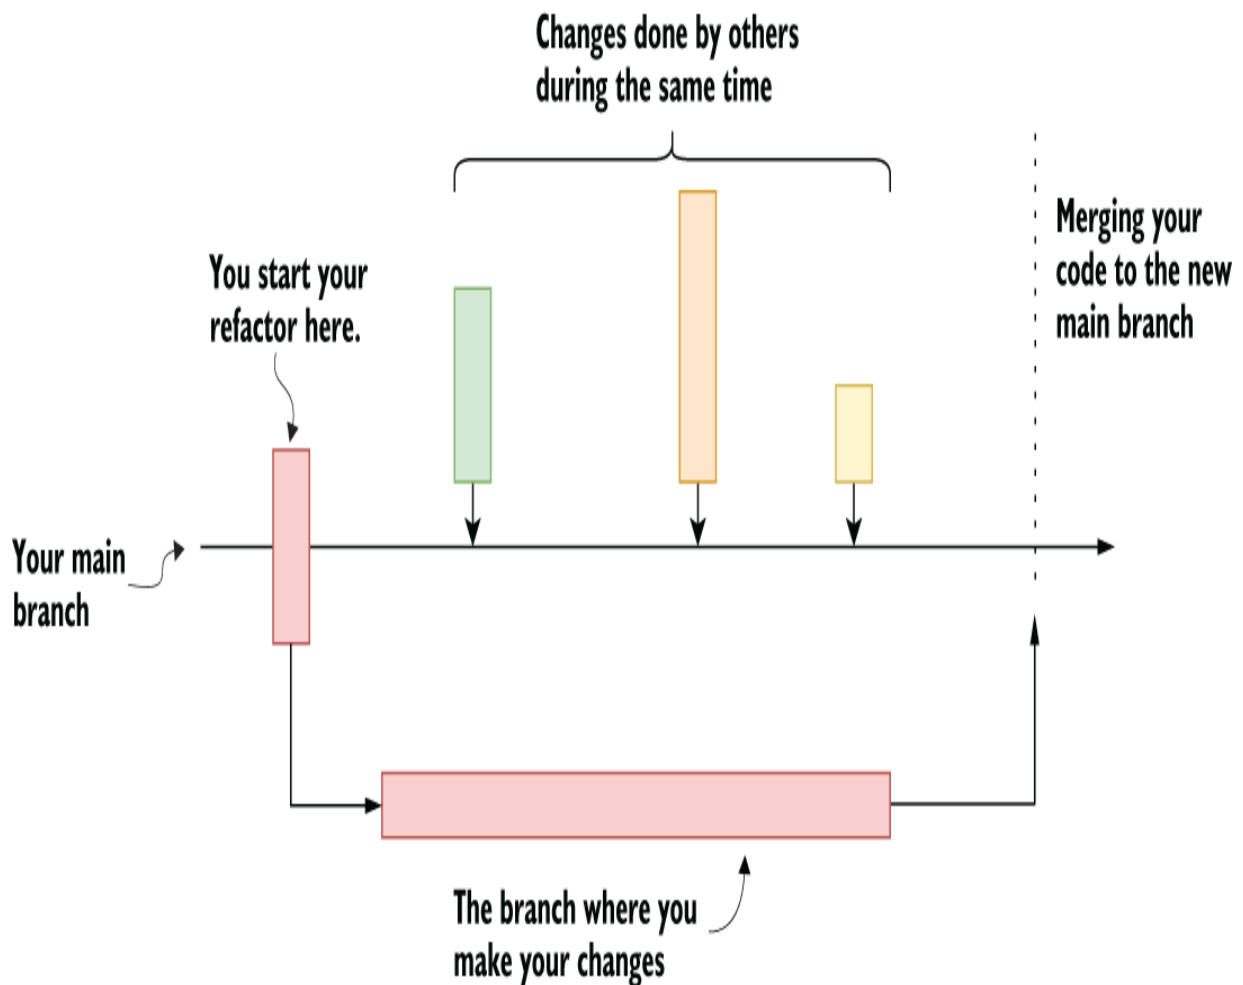 Changes done by others
during the same time
Merging your
code to the new
main branch
You start your
refactor here.
Your main
branch
The branch where you
make your changes